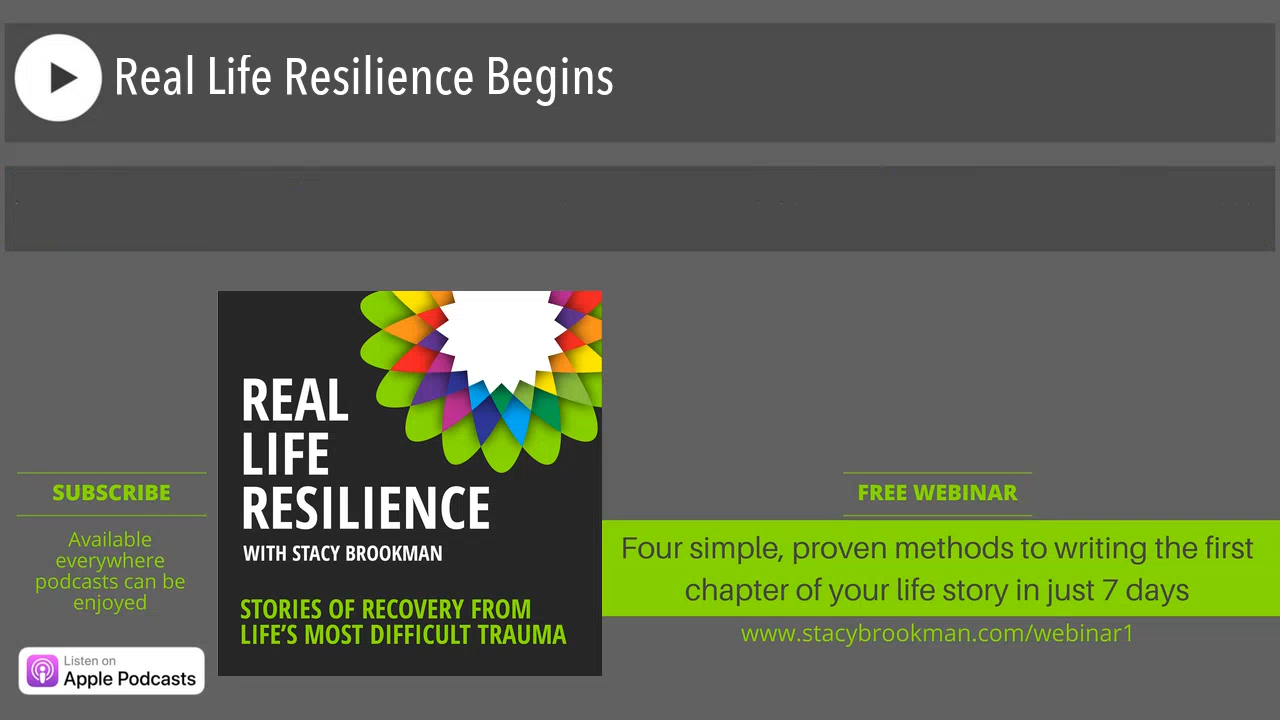 Real Life Resilience Begins
REAL
LIFE
RESILIENCE
WITH STACY BROOKMAN
STORIES OF RECOVERY FROM
LIFE'S MOST DIFFICULT TRAUMA
SUBSCRIBE
Available
everywhere
podcasts can be
enjoyed
Listen on
Apple Podcasts
FREE WEBINAR
Four simple, proven methods to writing the first
chapter of your life story in just 7 days
www.stacybrookman.com/webinar1